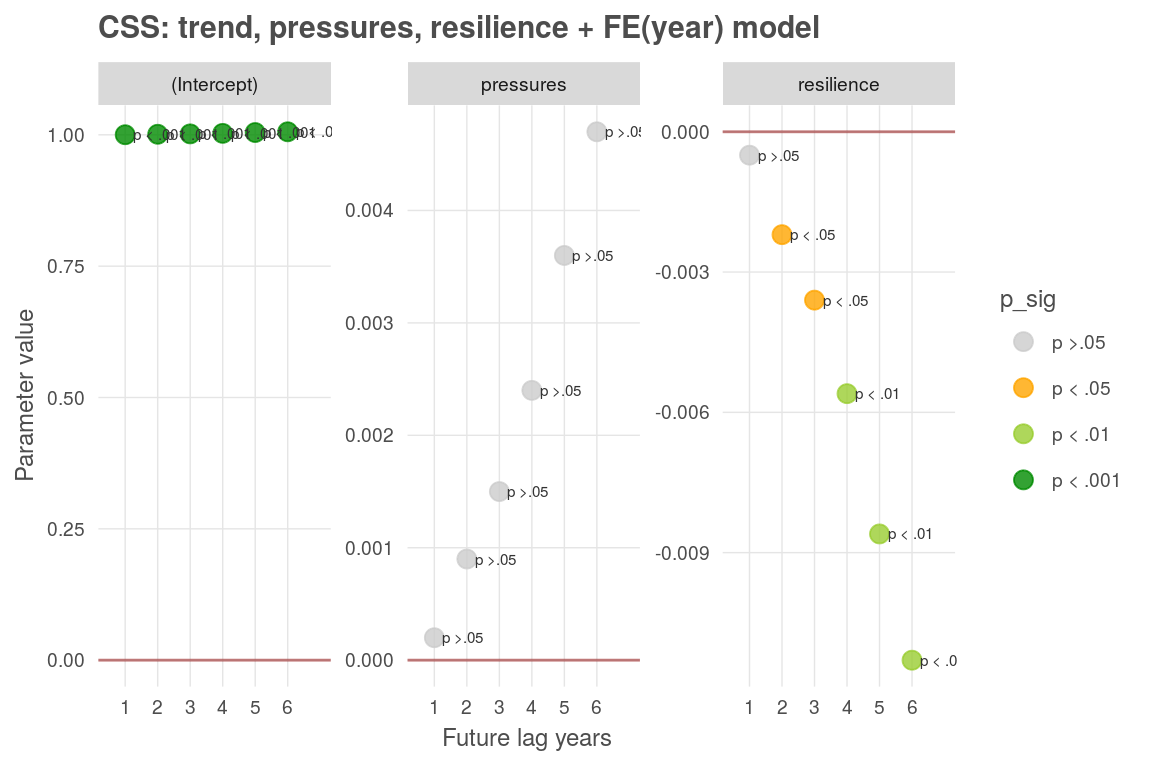 CSS: trend, pressures, resilience + FE(year) model
(Intercept)
pressures
resilience
Parameter value
1.00
0.75
0.50
0.25
0.00
1 2 3 4 5 6
0.004
0.003
0.002
0.001
0.000
p >.05
p >.05
p >.05
p >.05
p >.05
1 2 3 4 5 6
0.000
-0.003
-0.006
-0.009
p >.05
p < .05
p < .05
p < .01
p < .01
p < .0
1 2 3 4 5 6
Future lag years
p_sig
p >.05
p < .05
p < .01
p < .001